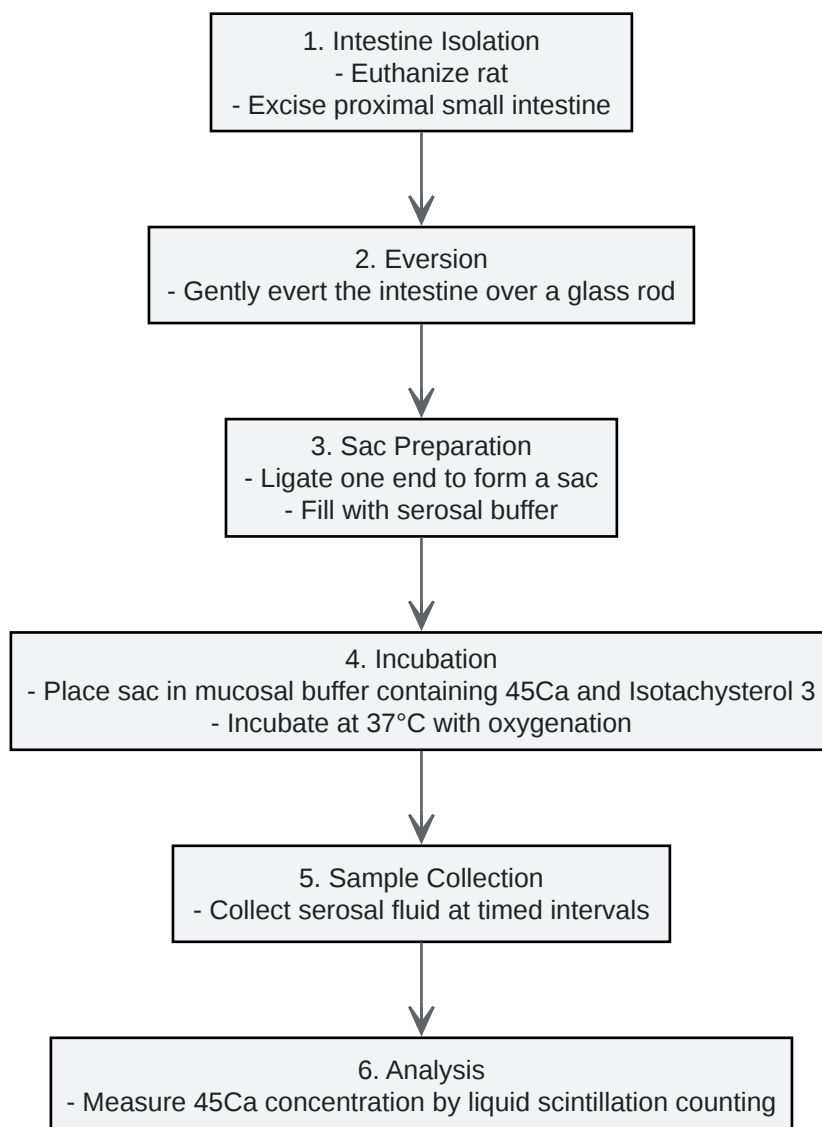 1. Intestine Isolation
- Euthanize rat
- Excise proximal small intestine
2. Eversion
- Gently evert the intestine over a glass rod
3. Sac Preparation
- Ligate one end to form a sac
- Fill with serosal buffer
4. Incubation
- Place sac in mucosal buffer containing 45Ca and Isotachysterol 3
- Incubate at 37°C with oxygenation
5. Sample Collection
- Collect serosal fluid at timed intervals
6. Analysis
- Measure 45Ca concentration by liquid scintillation counting